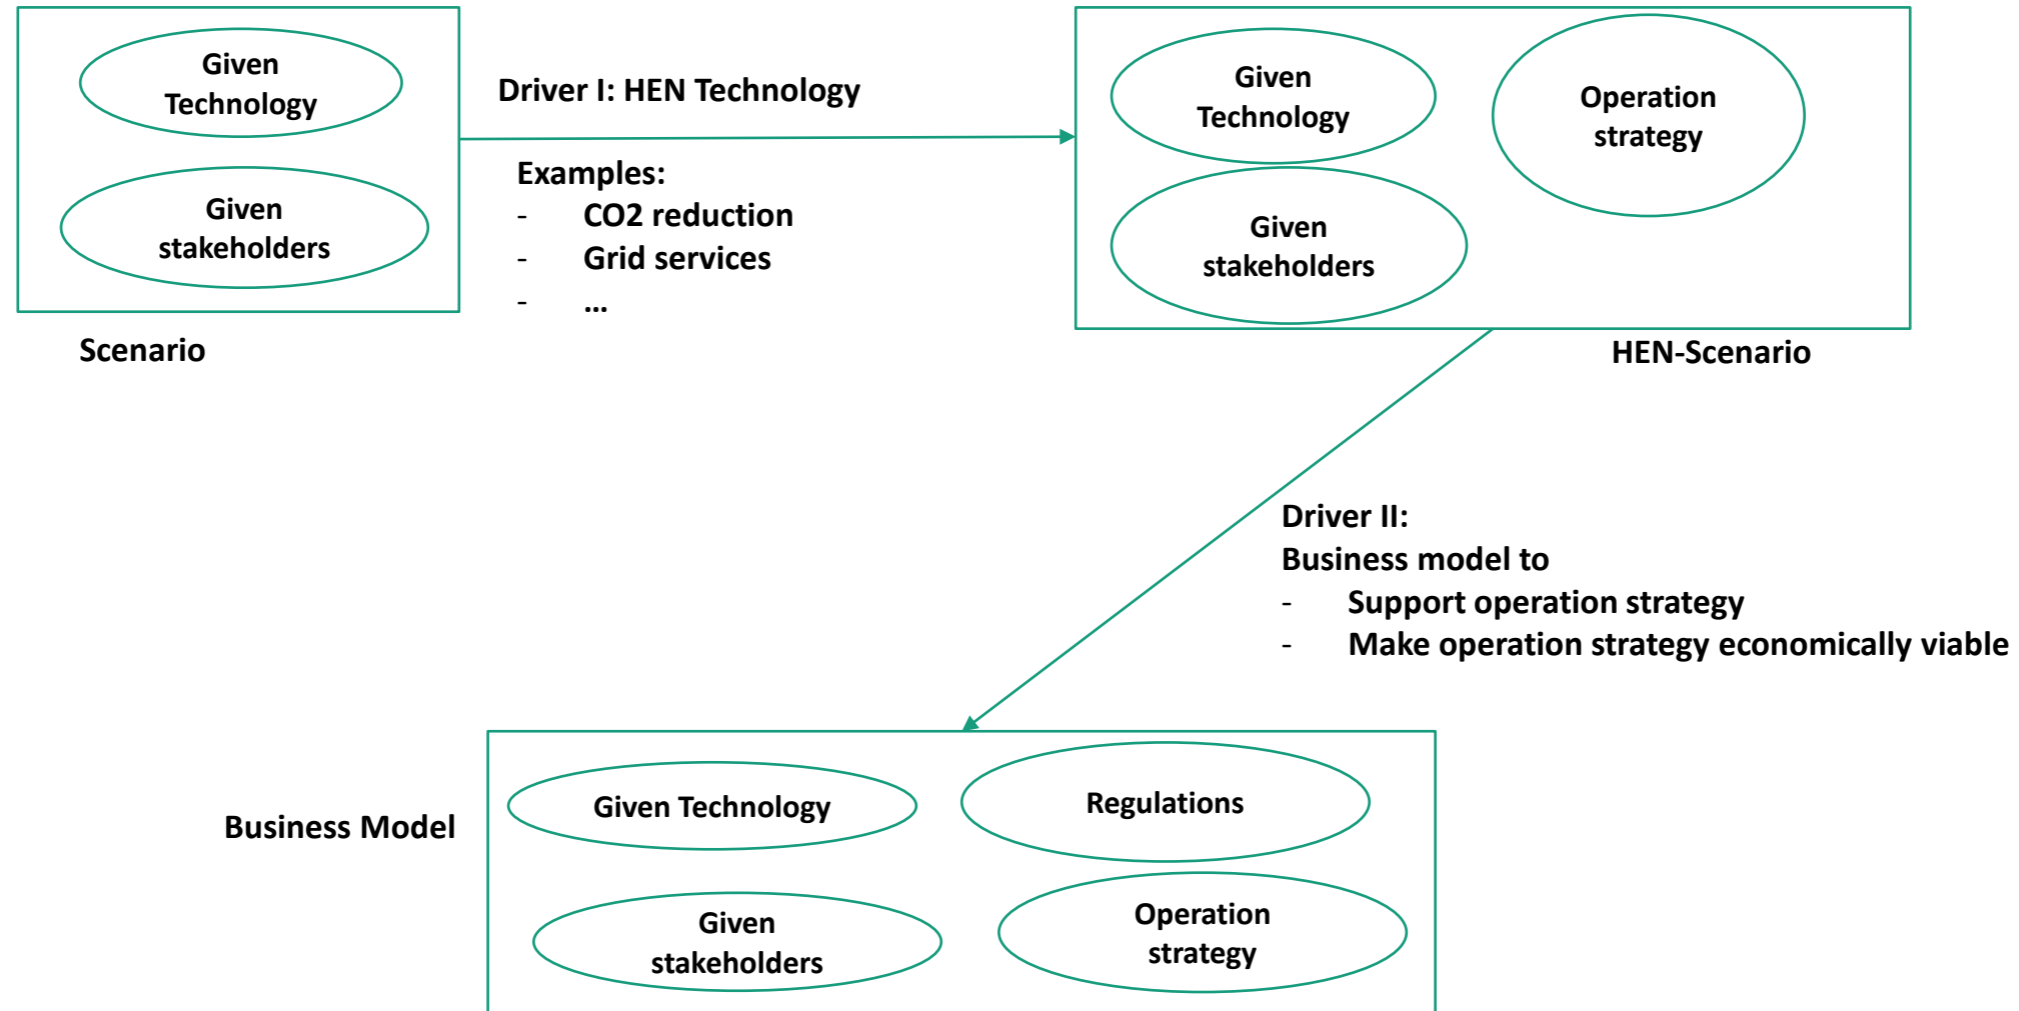 Given
Technology
Given
stakeholders
Scenario
Driver I: HEN Technology
Examples:
- CO2 reduction
- Grid services
- ...
Given
Technology
Operation
strategy
Given
stakeholders
HEN-Scenario
Driver II:
Business model to
- Support operation strategy
- Make operation strategy economically viable
Business Model
Given Technology
Regulations
Given
stakeholders
Operation
strategy